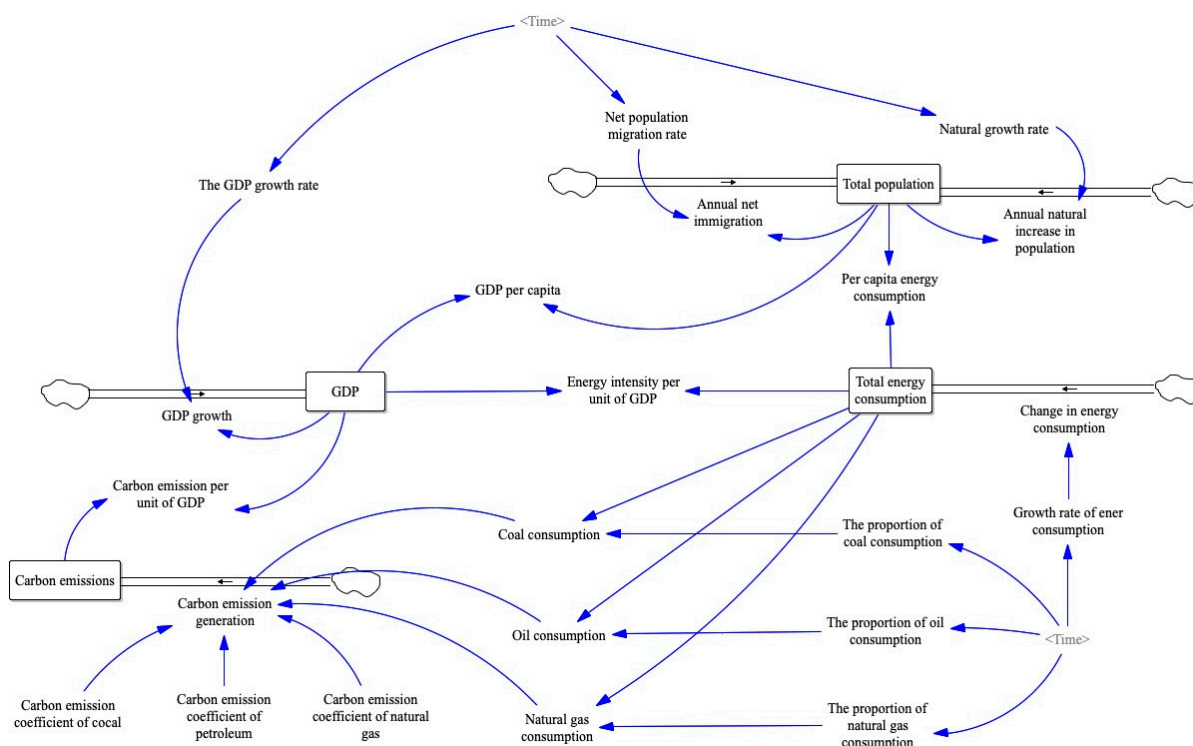 <Time>
Net population
migration rate
Natural growth rate
The GDP growth rate
Total population
Annual net
immigration
Annual natural
increase in
population
Per capita energy
consumption
GDP per capita
GDP
Energy intensity per
unit of GDP
Total energy
consumption
GDP growth
Change in energy
consumption
Carbon emission per
unit of GDP
Growth rate of ener
consumption
Coal consumption
The proportion of
coal consumption
Carbon emissions
Carbon emission
generation
Oil consumption
The proportion of oil
consumption
<Time>
Carbon emission
coefficient of cocal
Carbon emission
coefficient of
petroleum
Carbon emission
coefficient of natural
gas
Natural gas
consumption
The proportion of
natural gas
consumption